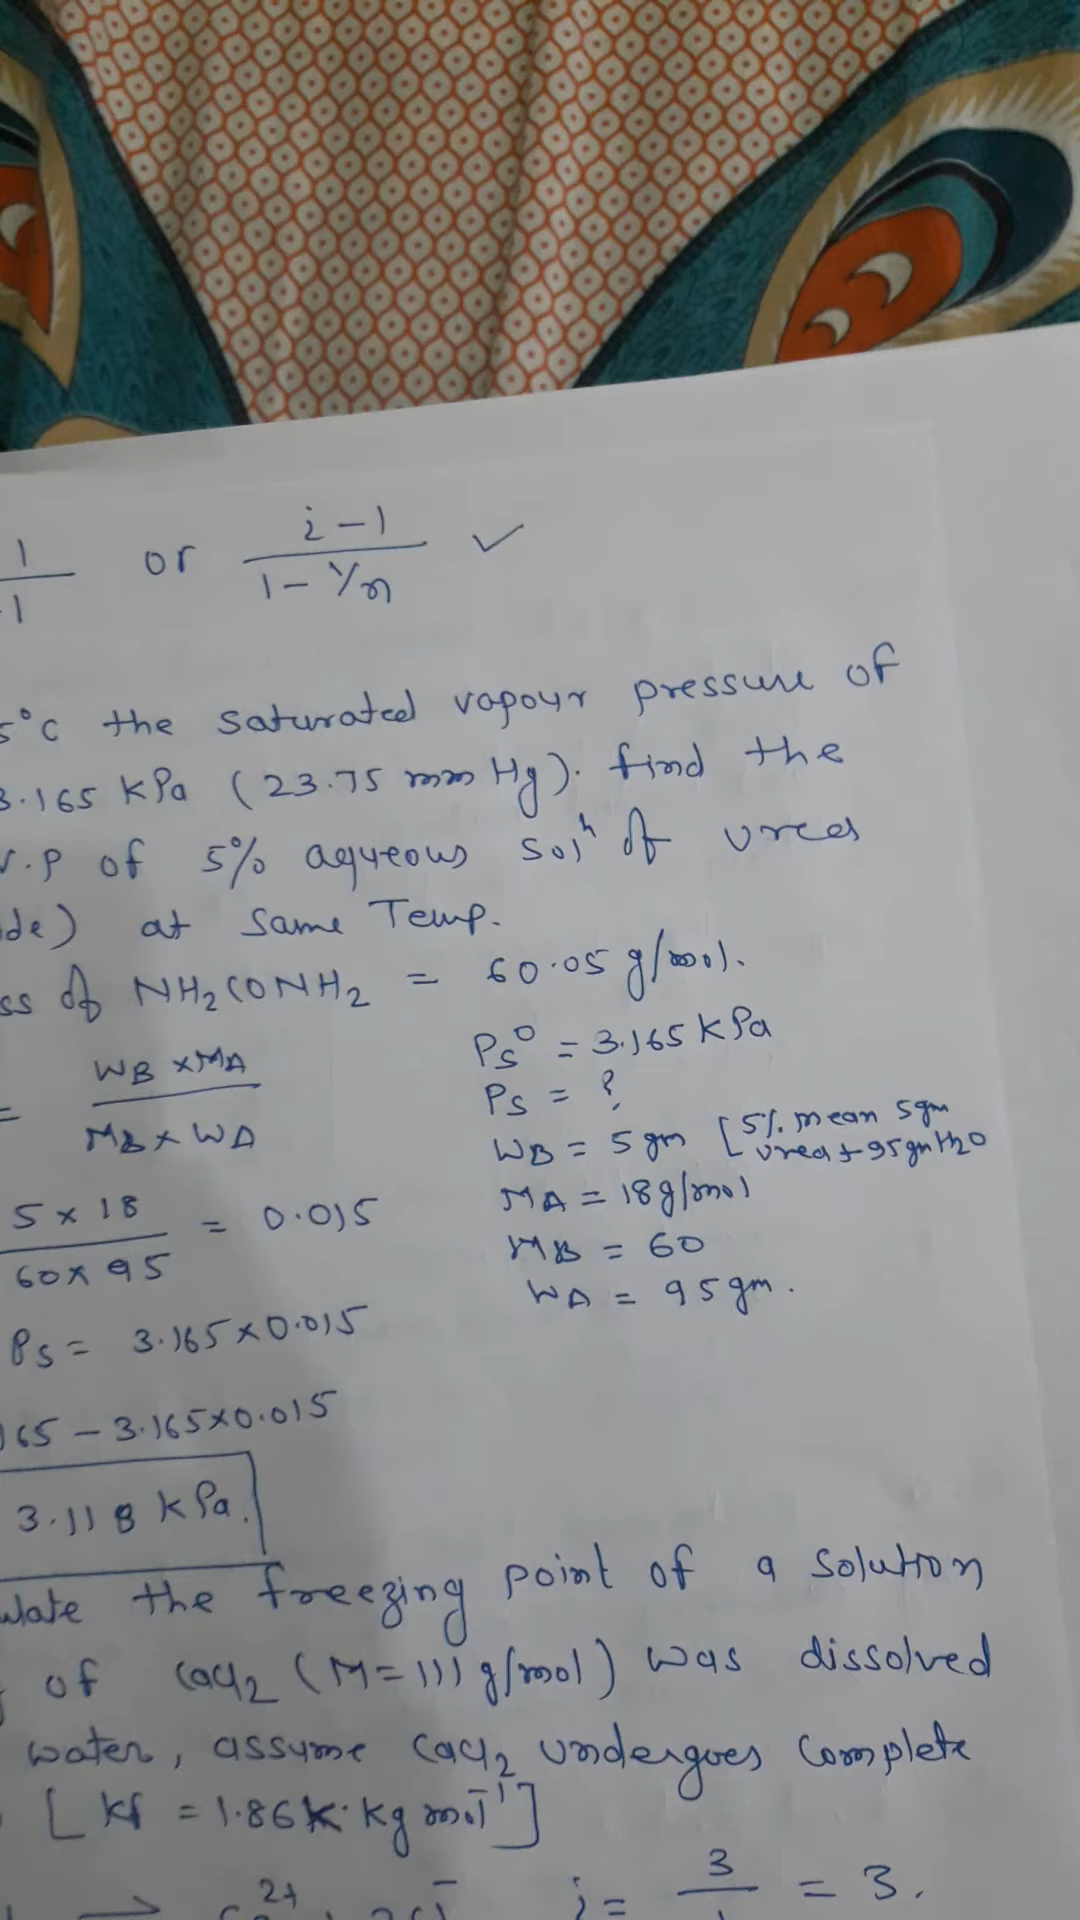 1 or i-1 ✓
-1 1-1/n
5°C the saturated vapour pressure of
3.165 kPa (23.75 mm Hg). find the
V.P of 5% aqueous solⁿ of urea
ide) at same Temp.
ss of NH2CONH2 = 60.05 g/mol.
= WB × MA
MB × WA
PS° = 3.165 kPa
PS = ?
WB = 5 gm [5% mean 5gm
urea + 95gm H2O
MA = 18 g/mol
MB = 60
WA = 95 gm.
5 × 18 = 0.015
60 × 95
PS = 3.165×0.015
165 - 3.165×0.015
3.118 kPa.
ulate the freezing point of a solution
of CaCl2 (M=111 g/mol) was dissolved
water, assume CaCl2 undergoes complete
[Kf = 1.86 K·kg mol⁻¹]
2+ i = 3 = 3.